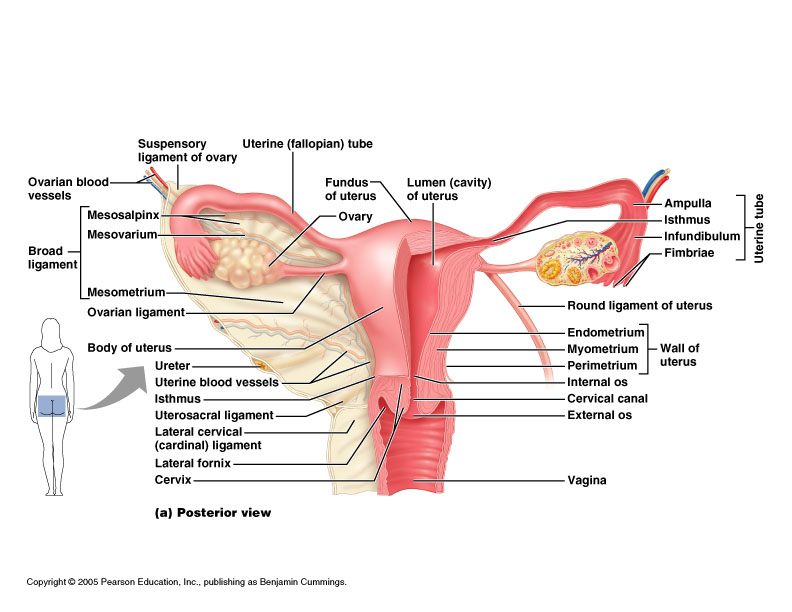 Suspensory
ligament of ovary
Uterine (fallopian) tube
Ovarian blood
vessels
Fundus
of uterus
Lumen (cavity)
of uterus
Mesosalpinx
Ovary
Mesovarium
Broad
ligament
Mesometrium
Ovarian ligament
Body of uterus
Ureter
Uterine blood vessels
Isthmus
Uterosacral ligament
Lateral cervical
(cardinal) ligament
Lateral fornix
Cervix
Ampulla
Isthmus
Infundibulum
Fimbriae
Uterine tube
Round ligament of uterus
Endometrium
Myometrium
Perimetrium
Wall of
uterus
Internal os
Cervical canal
External os
Vagina
(a) Posterior view
Copyright © 2005 Pearson Education, Inc., publishing as Benjamin Cummings.